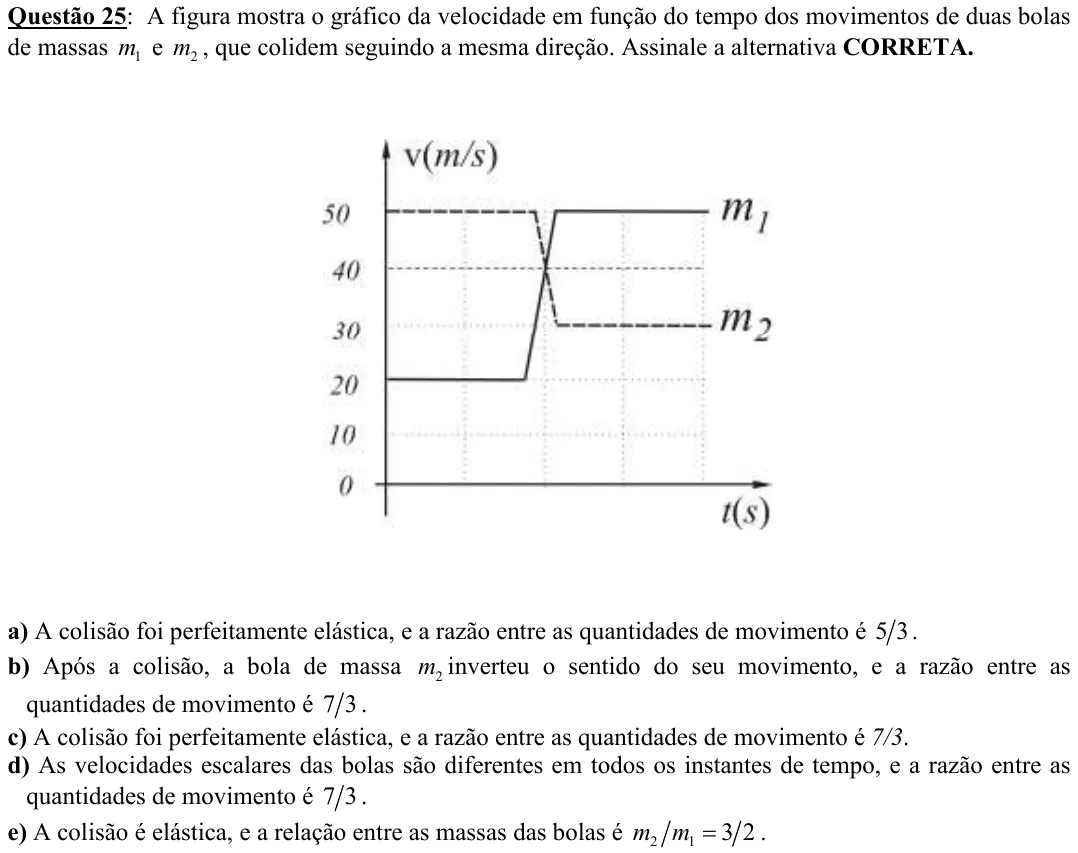 Questão 25: A figura mostra o gráfico da velocidade em função do tempo dos movimentos de duas bolas
de massas m₁ e m₂, que colidem seguindo a mesma direção. Assinale a alternativa CORRETA.
v(m/s)
50
m₁
40
30
m₂
20
10
0
t(s)
a) A colisão foi perfeitamente elástica, e a razão entre as quantidades de movimento é 5/3.
b) Após a colisão, a bola de massa m₂ inverteu o sentido do seu movimento, e a razão entre as
quantidades de movimento é 7/3.
c) A colisão foi perfeitamente elástica, e a razão entre as quantidades de movimento é 7/3.
d) As velocidades escalares das bolas são diferentes em todos os instantes de tempo, e a razão entre as
quantidades de movimento é 7/3.
e) A colisão é elástica, e a relação entre as massas das bolas é m₂/m₁ = 3/2.